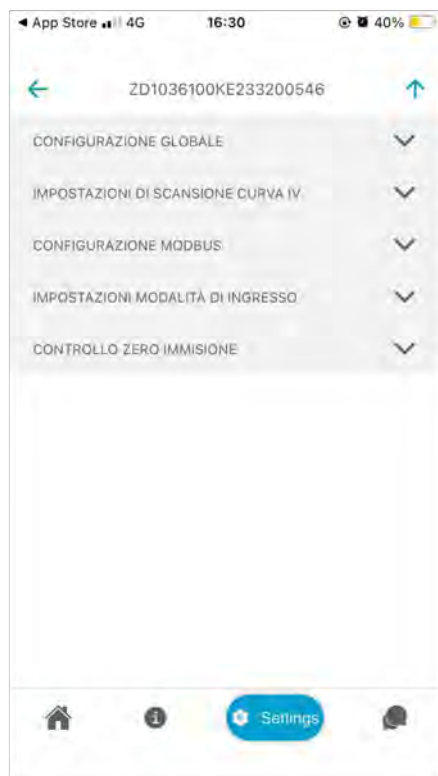 ◀ App Store 4G 16:30 40%
ZD1036100KE233200546
CONFIGURAZIONE GLOBALE
IMPOSTAZIONI DI SCANSIONE CURVA IV
CONFIGURAZIONE MODBUS
IMPOSTAZIONI MODALITÀ DI INGRESSO
CONTROLLO ZERO IMMISIONE
Settings